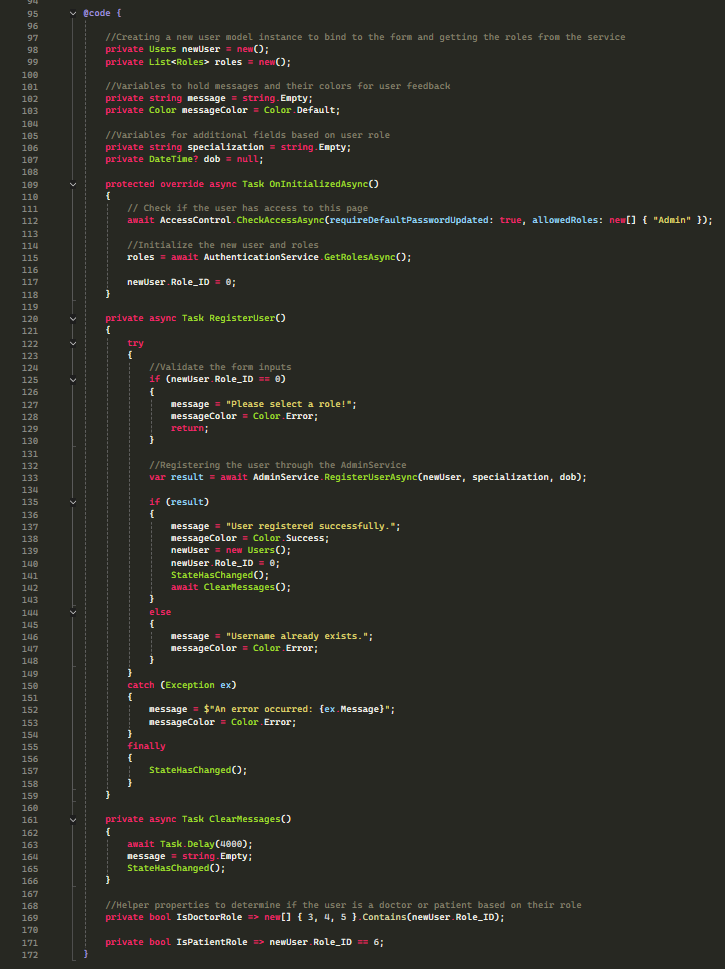 94
95 @code {
96
97 //Creating a new user model instance to bind to the form and getting the roles from the service
98 private Users newUser = new();
99 private List<Roles> roles = new();
100
101 //Variables to hold messages and their colors for user feedback
102 private string message = string.Empty;
103 private Color messageColor = Color.Default;
104
105 //Variables for additional fields based on user role
106 private string specialization = string.Empty;
107 private DateTime? dob = null;
108
109 protected override async Task OnInitializedAsync()
110 {
111 // Check if the user has access to this page
112 await AccessControl.CheckAccessAsync(requireDefaultPasswordUpdated: true, allowedRoles: new[] { "Admin" });
113
114 //Initialize the new user and roles
115 roles = await AuthenticationService.GetRolesAsync();
116
117 newUser.Role_ID = 0;
118 }
119
120 private async Task RegisterUser()
121 {
122 try
123 {
124 //Validate the form inputs
125 if (newUser.Role_ID == 0)
126 {
127 message = "Please select a role!";
128 messageColor = Color.Error;
129 return;
130 }
131
132 //Registering the user through the AdminService
133 var result = await AdminService.RegisterUserAsync(newUser, specialization, dob);
134
135 if (result)
136 {
137 message = "User registered successfully.";
138 messageColor = Color.Success;
139 newUser = new Users();
140 newUser.Role_ID = 0;
141 StateHasChanged();
142 await ClearMessages();
143 }
144 else
145 {
146 message = "Username already exists.";
147 messageColor = Color.Error;
148 }
149 }
150 catch (Exception ex)
151 {
152 message = $"An error occurred: {ex.Message}";
153 messageColor = Color.Error;
154 }
155 finally
156 {
157 StateHasChanged();
158 }
159 }
160
161 private async Task ClearMessages()
162 {
163 await Task.Delay(4000);
164 message = string.Empty;
165 StateHasChanged();
166 }
167
168 //Helper properties to determine if the user is a doctor or patient based on their role
169 private bool IsDoctorRole => new[] { 3, 4, 5 }.Contains(newUser.Role_ID);
170
171 private bool IsPatientRole => newUser.Role_ID == 6;
172 }